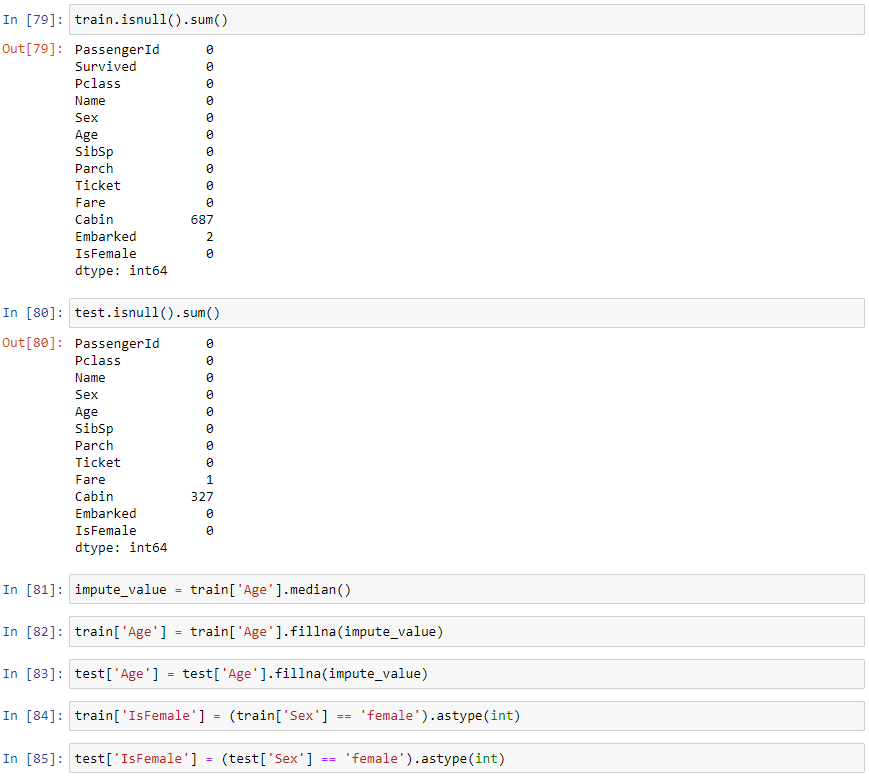 In [79]: train.isnull().sum()
Out[79]: PassengerId      0
Survived         0
Pclass           0
Name             0
Sex              0
Age              0
SibSp            0
Parch            0
Ticket           0
Fare             0
Cabin          687
Embarked         2
IsFemale         0
dtype: int64
In [80]: test.isnull().sum()
Out[80]: PassengerId      0
Pclass           0
Name             0
Sex              0
Age              0
SibSp            0
Parch            0
Ticket           0
Fare             1
Cabin          327
Embarked         0
IsFemale         0
dtype: int64
In [81]: impute_value = train['Age'].median()
In [82]: train['Age'] = train['Age'].fillna(impute_value)
In [83]: test['Age'] = test['Age'].fillna(impute_value)
In [84]: train['IsFemale'] = (train['Sex'] == 'female').astype(int)
In [85]: test['IsFemale'] = (test['Sex'] == 'female').astype(int)